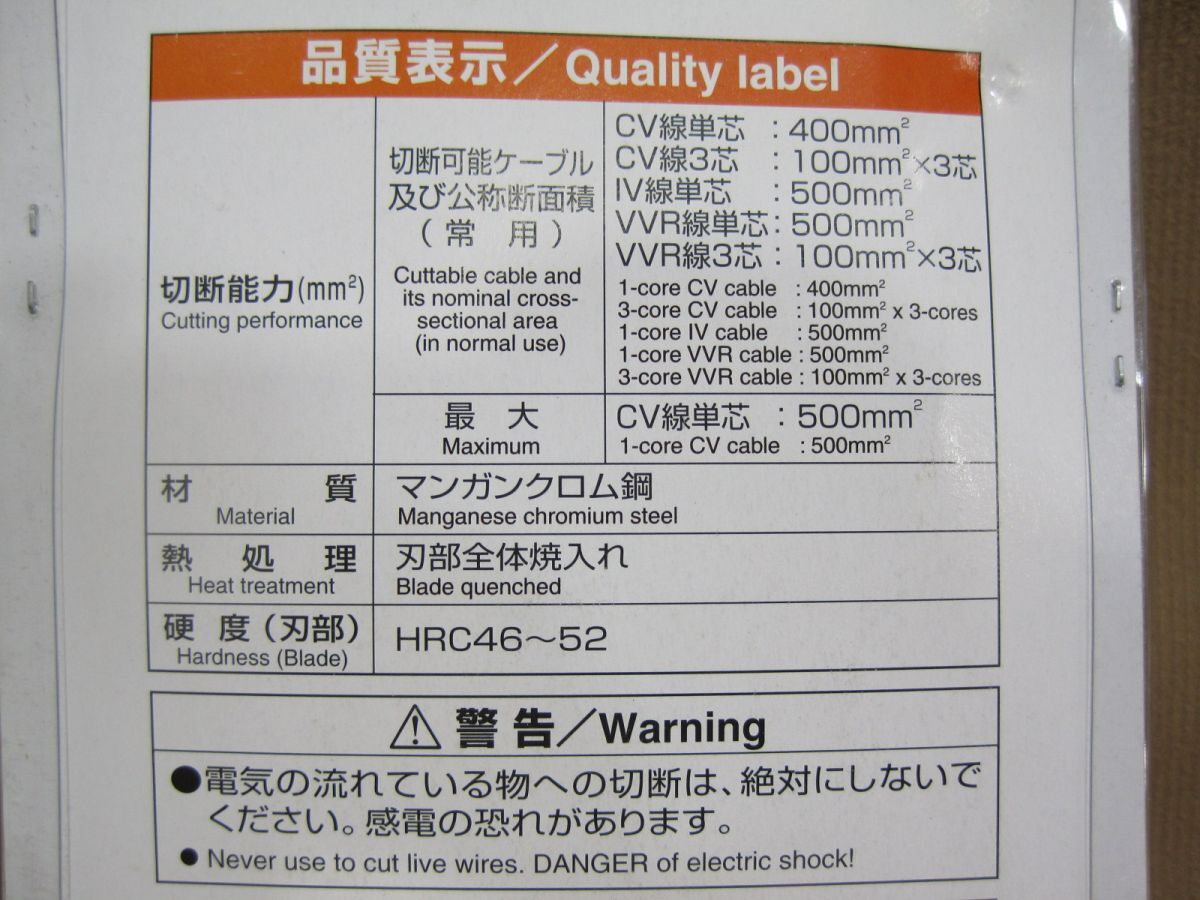 品質表示／Quality label
切断能力(mm²)
Cutting performance
切断可能ケーブル
及び公称断面積
（常 用）
Cuttable cable and
its nominal cross-
sectional area
(in normal use)
CV線単芯 ：400mm²
CV線3芯 ：100mm²×3芯
IV線単芯 ：500mm²
VVR線単芯：500mm²
VVR線3芯：100mm²×3芯
1-core CV cable : 400mm²
3-core CV cable : 100mm² x 3-cores
1-core IV cable : 500mm²
1-core VVR cable : 500mm²
3-core VVR cable : 100mm² x 3-cores
最 大
Maximum
CV線単芯 ：500mm²
1-core CV cable : 500mm²
材 質
Material
マンガンクロム鋼
Manganese chromium steel
熱 処 理
Heat treatment
刃部全体焼入れ
Blade quenched
硬 度（刃部）
Hardness (Blade)
HRC46～52
⚠ 警告／Warning
●電気の流れている物への切断は、絶対にしないで
ください。感電の恐れがあります。
● Never use to cut live wires. DANGER of electric shock!